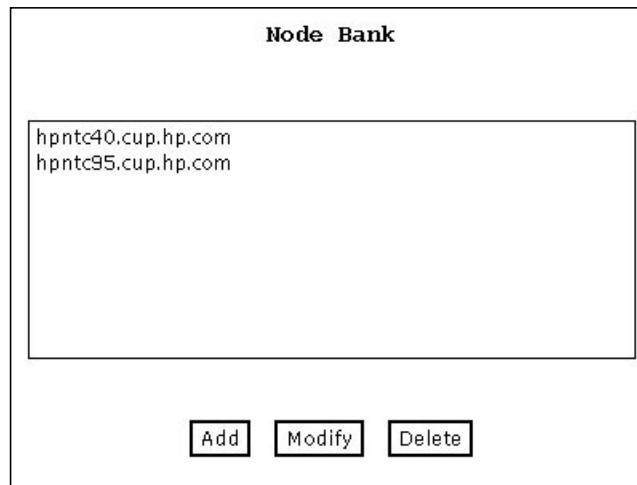 Node Bank
hpntc40.cup.hp.com
hpntc95.cup.hp.com
Add Modify Delete